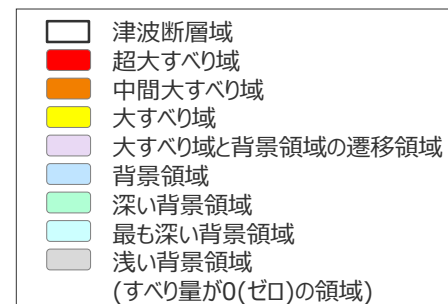 津波断層域
超大すべり域
中間大すべり域
大すべり域
大すべり域と背景領域の遷移領域
背景領域
深い背景領域
最も深い背景領域
浅い背景領域
(すべり量が0(ゼロ)の領域)